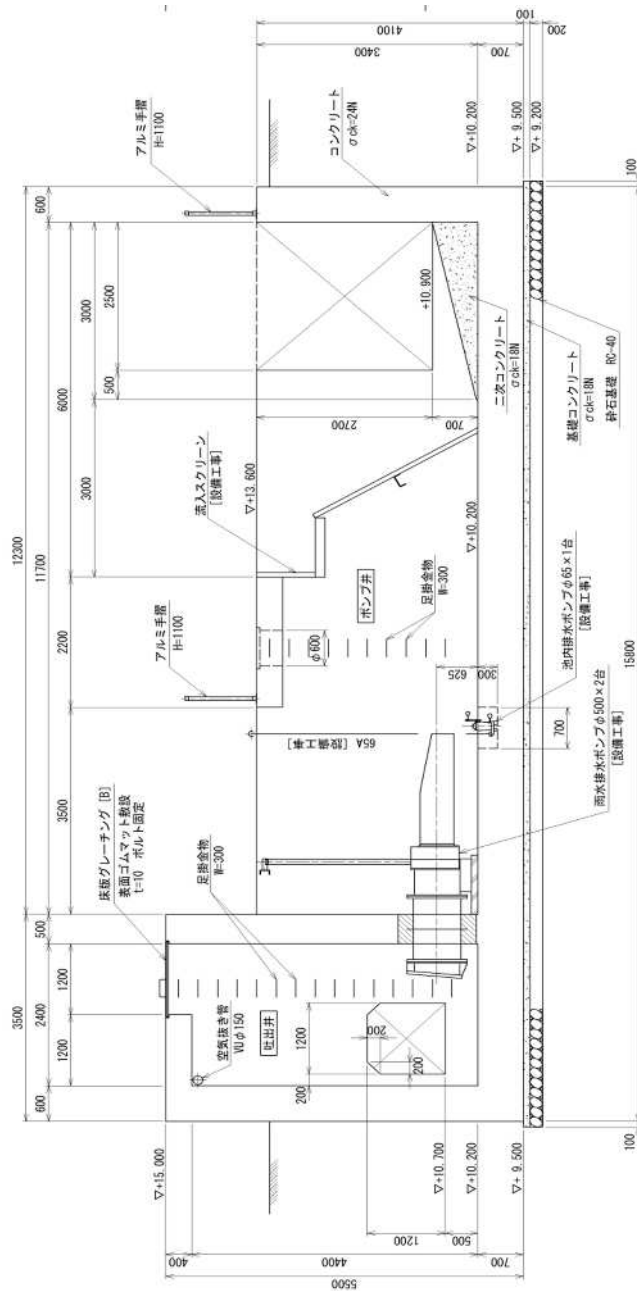 12300
3500
11700
600
2400
500
3500
2200
6000
600
1200
1200
3000
3000
500
2500
床版グレーチング [B]
表面ゴムマット敷設
t=10 ボルト固定
アルミ手摺
H=1100
アルミ手摺
H=1100
流入スクリーン
[設備工事]
足掛金物
W=300
空気抜き管
VUφ150
吐出井
ポンプ井
足掛金物
W=300
φ600
65A [設備工事]
▽+15.000
▽+13.600
▽+10.700
▽+10.200
▽+ 9.500
▽+10.200
+10.900
▽+10.200
▽+ 9.500
▽+ 9.200
400
4400
700
5500
1200
500
200
1200
200
200
625
300
700
2700
700
3400
4100
700
100
200
コンクリート
σck=24N
二次コンクリート
σck=18N
基礎コンクリート
σck=18N
砕石基礎 RC-40
池内排水ポンプφ65×1台
[設備工事]
雨水排水ポンプφ500×2台
[設備工事]
100
15800
100